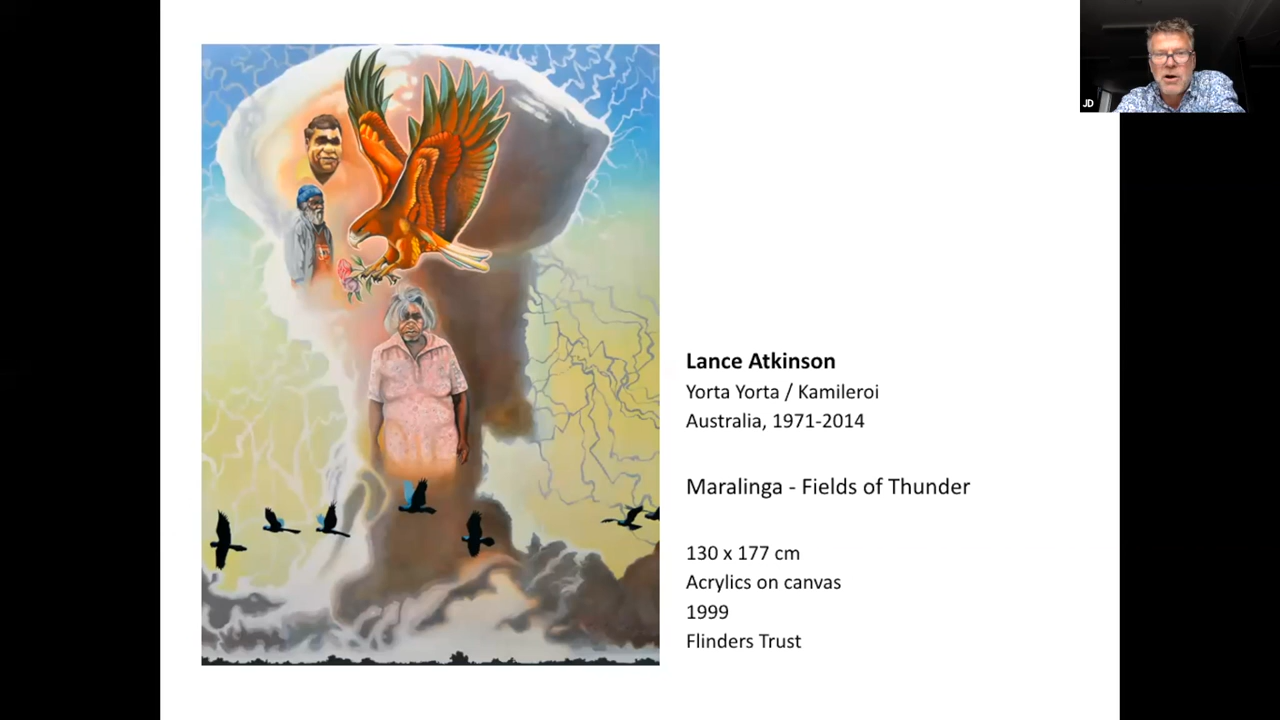 Lance Atkinson
Yorta Yorta / Kamileroi
Australia, 1971-2014
Maralinga - Fields of Thunder
130 x 177 cm
Acrylics on canvas
1999
Flinders Trust
JD